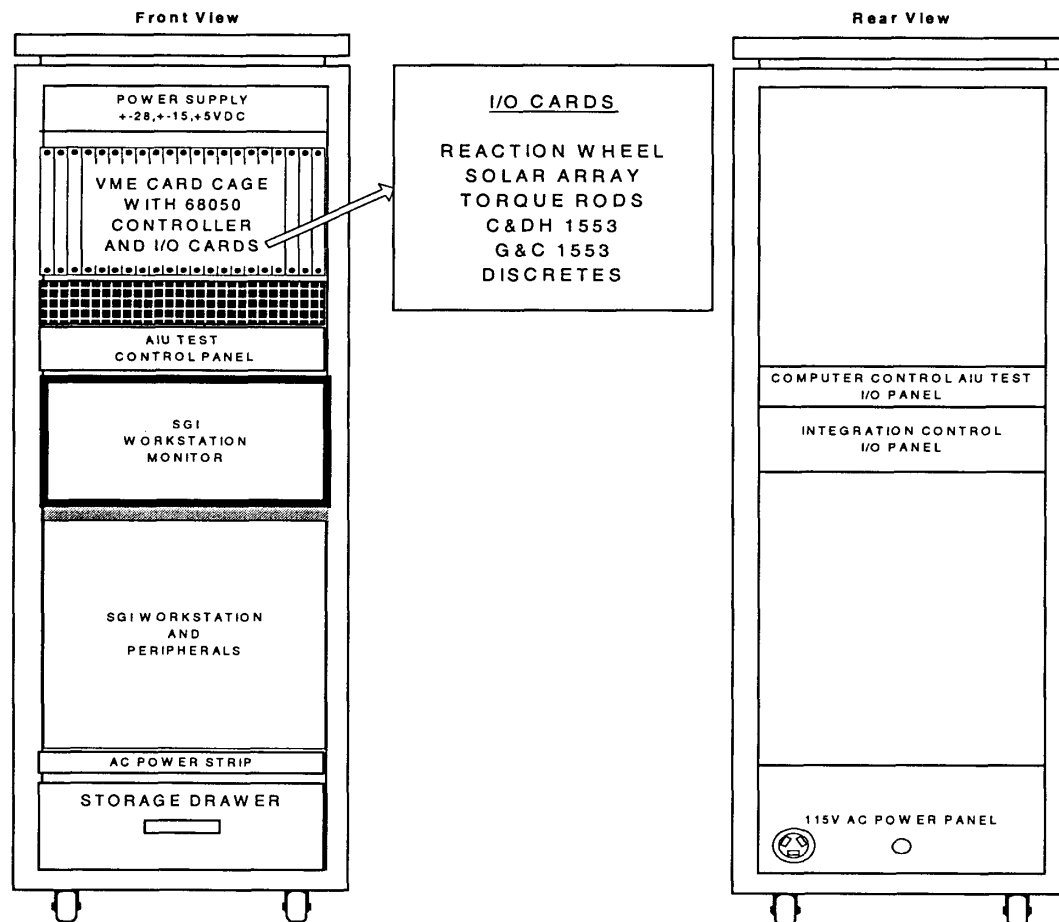 Front View
POWER SUPPLY
+-28,+-15,+5VDC
VME CARD CAGE
WITH 68050
CONTROLLER
AND I/O CARDS
AIU TEST
CONTROL PANEL
SGI
WORKSTATION
MONITOR
SGI WORKSTATION
AND
PERIPHERALS
AC POWER STRIP
STORAGE DRAWER
I/O CARDS
REACTION WHEEL
SOLAR ARRAY
TORQUE RODS
C&DH 1553
G&C 1553
DISCRETES
Rear View
COMPUTER CONTROL AIU TEST
I/O PANEL
INTEGRATION CONTROL
I/O PANEL
115V AC POWER PANEL